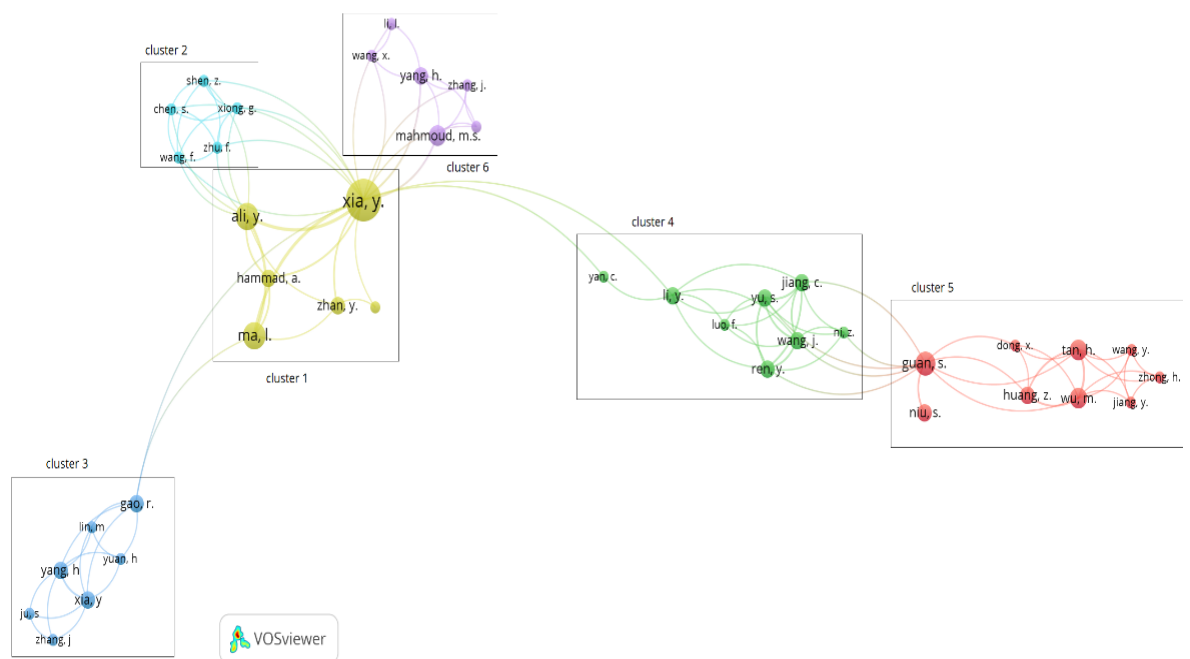 cluster 2
shen, z.
chen, s.
xiong, g.
zhu, f.
wang, f.
li, l.
wang, x.
yang, h.
zhang, j.
mahmoud, m.s.
cluster 6
xia, y.
ali, y.
hammad, a.
zhan, y.
ma, l.
cluster 1
cluster 4
yan, c.
li, y.
jiang, c.
yu, s.
luo, f.
ni, z.
wang, j.
ren, y.
cluster 5
guan, s.
dong, x.
tan, h.
wang, y.
zhong, h.
huang, z.
wu, m.
jiang, y.
niu, s.
cluster 3
gao, r.
lin, m
yuan, h
yang, h
xia, y
ju, s
zhang, j
VOSviewer